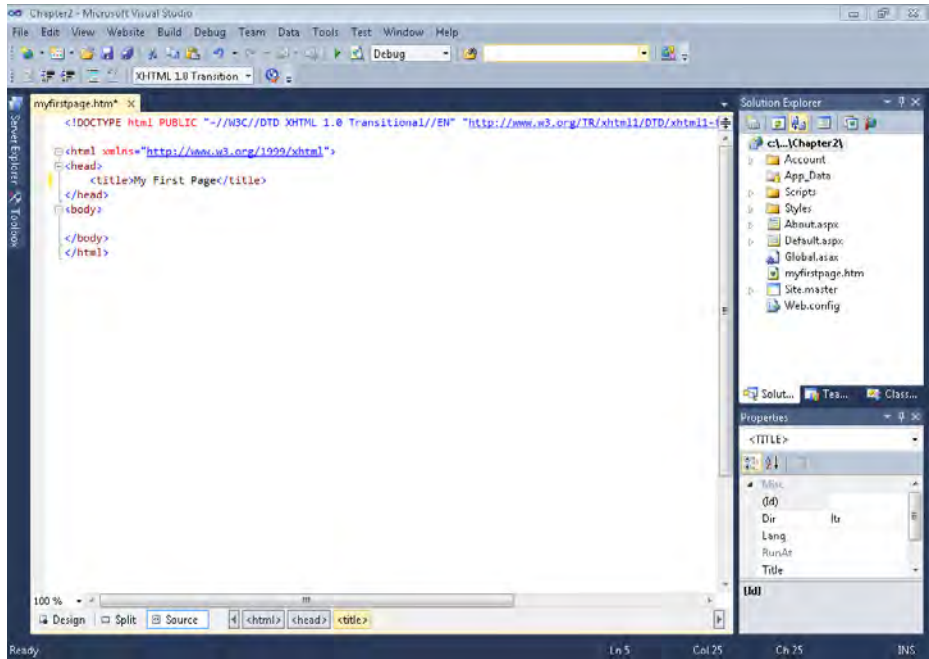 Chapter2 - Microsoft Visual Studio
File Edit View Website Build Debug Team Data Tools Test Window Help
Debug
XHTML 1.0 Transition
Server Explorer
Toolbox
myfirstpage.htm* X
<!DOCTYPE html PUBLIC "-//W3C//DTD XHTML 1.0 Transitional//EN" "http://www.w3.org/TR/xhtml1/DTD/xhtml1-t
<html xmlns="http://www.w3.org/1999/xhtml">
<head>
<title>My First Page</title>
</head>
<body>
</body>
</html>
100 %
Design Split Source <html> <head> <title>
Solution Explorer
c:\...\Chapter2\
Account
App_Data
Scripts
Styles
About.aspx
Default.aspx
Global.asax
myfirstpage.htm
Site.master
Web.config
Solut... Tea... Class...
Properties
<TITLE>
Misc
(Id)
Dir ltr
Lang
RunAt
Title
(Id)
Ready Ln 5 Col 25 Ch 25 INS